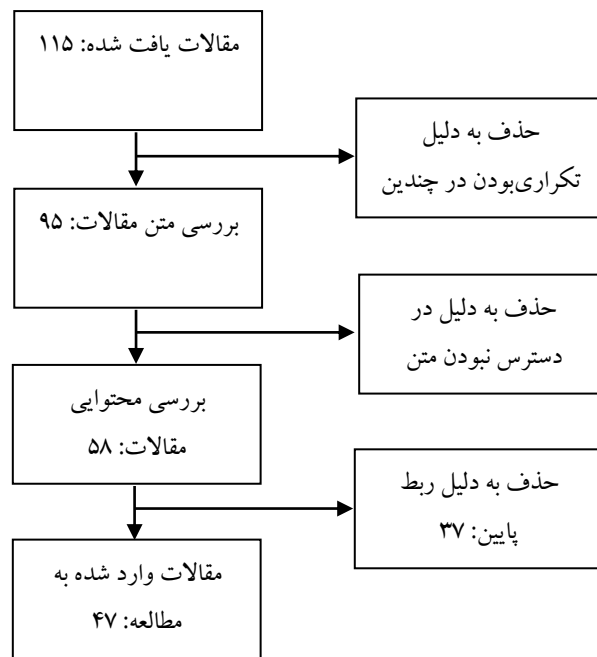 مقالات یافت شده: ۱۱۵
حذف به دلیل
تکراری‌بودن در چندین
بررسی متن مقالات: ۹۵
حذف به دلیل در
دسترس نبودن متن
بررسی محتوایی
مقالات: ۵۸
حذف به دلیل ربط
پایین: ۳۷
مقالات وارد شده به
مطالعه: ۴۷